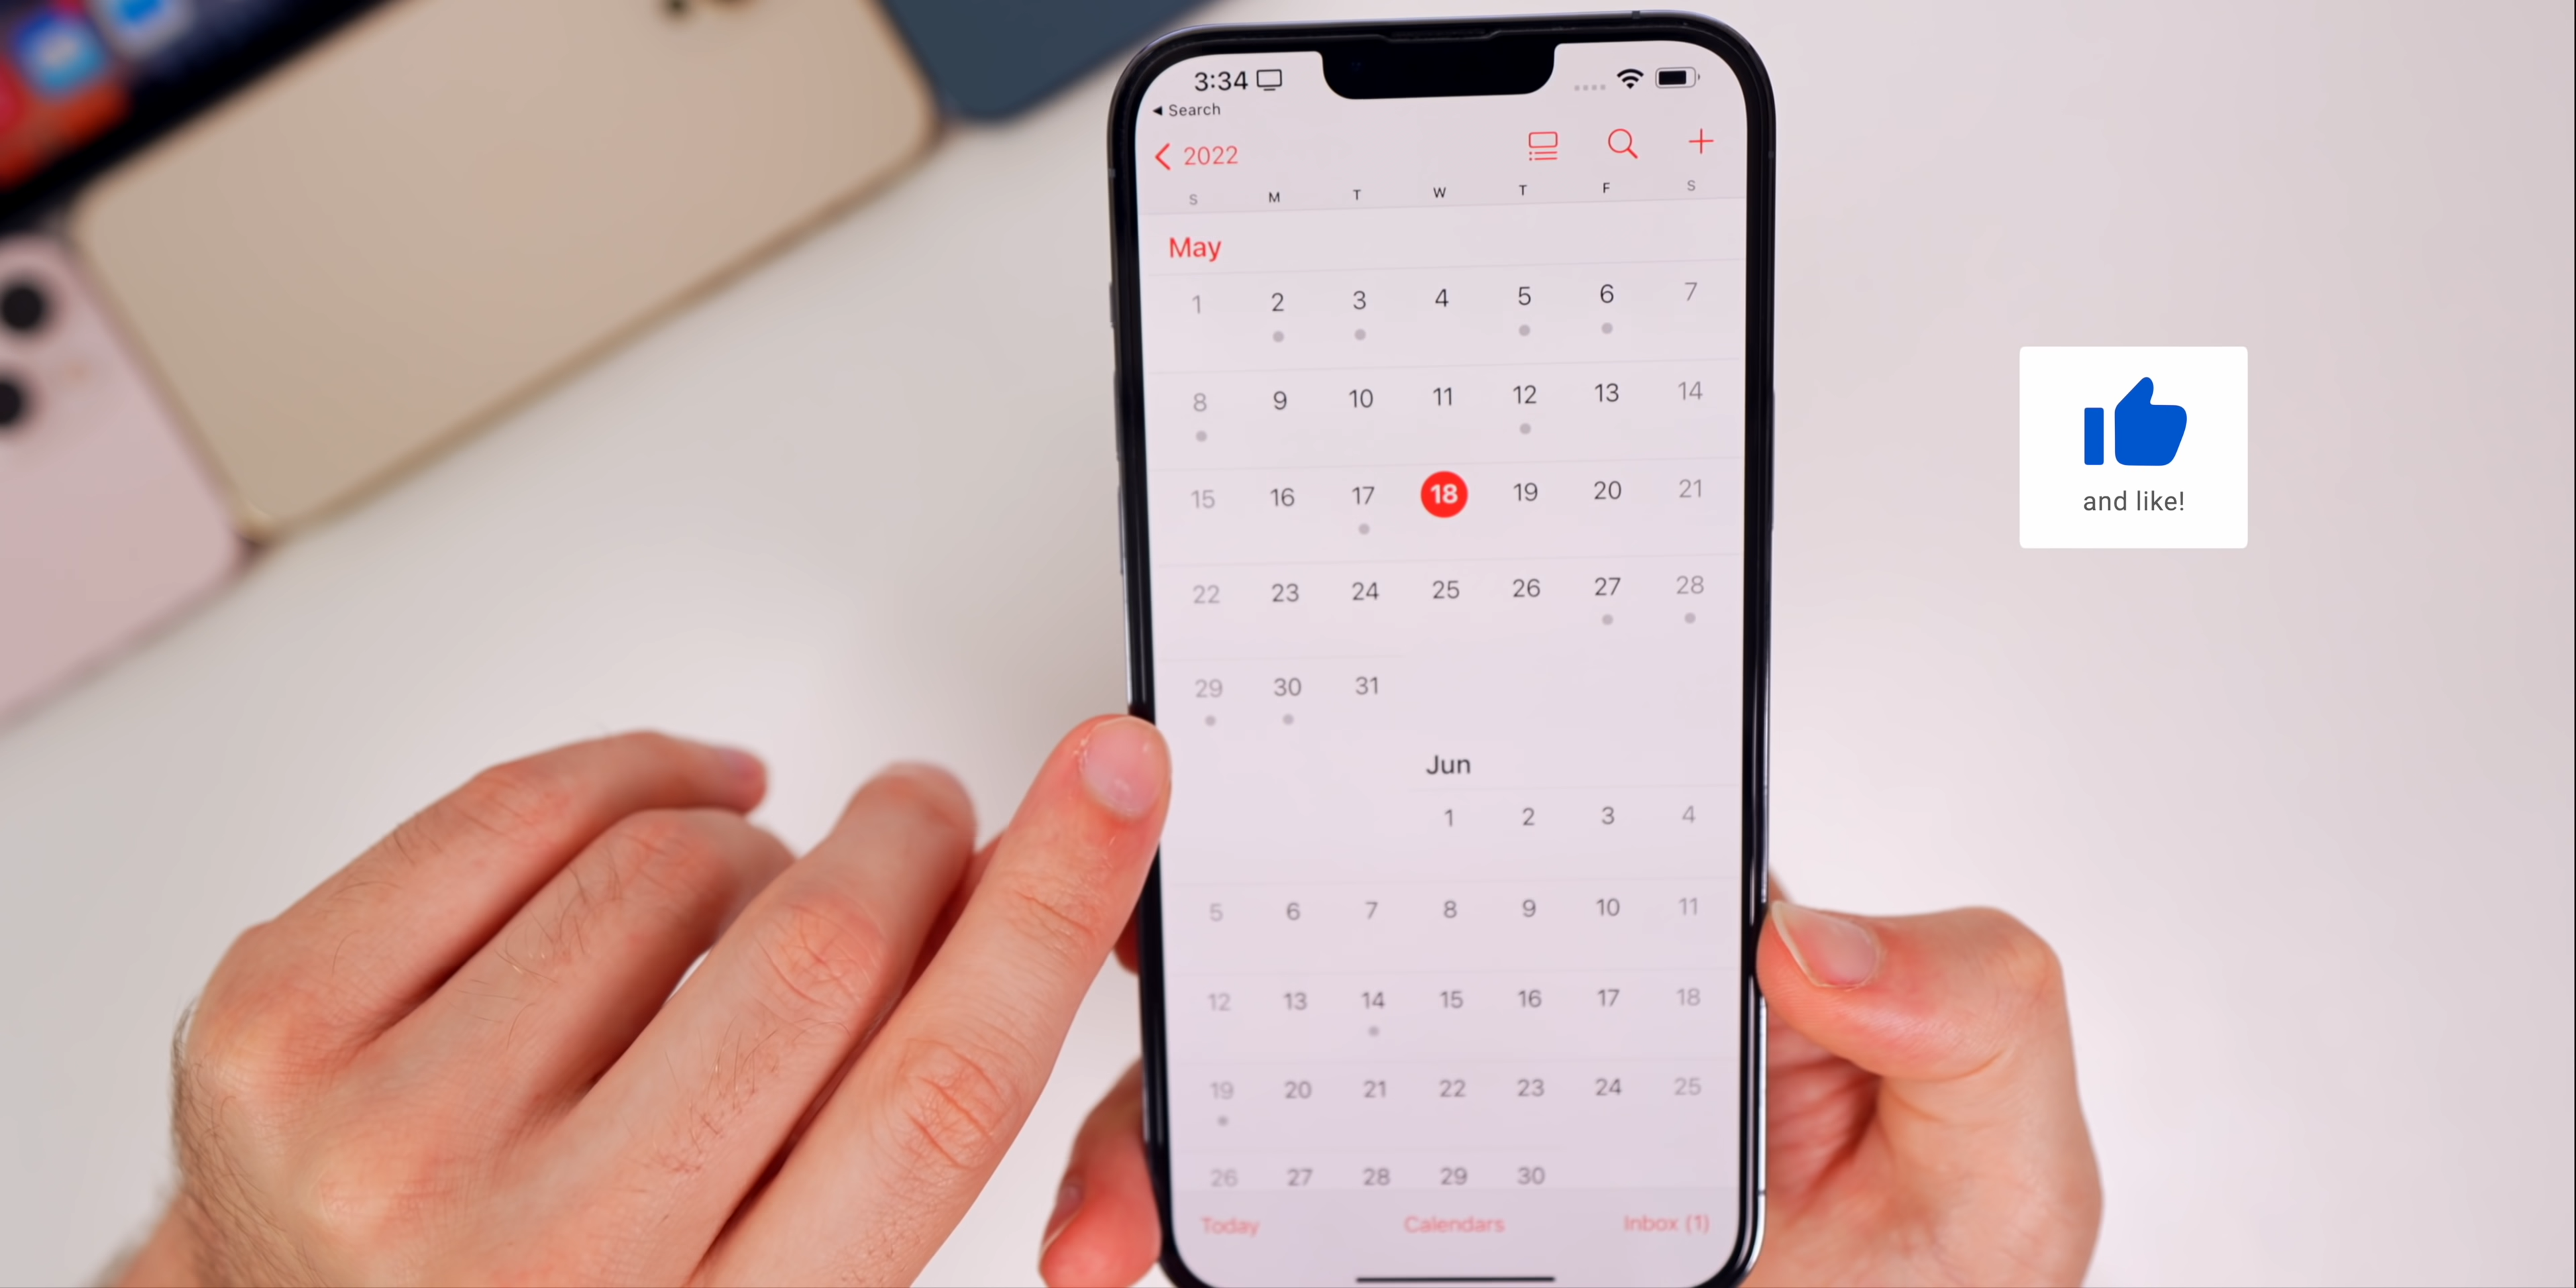 3:34
◄ Search
2022
S M T W T F S
May
1 2 3 4 5 6 7
8 9 10 11 12 13 14
15 16 17 18 19 20 21
22 23 24 25 26 27 28
29 30 31
Jun
1 2 3 4
5 6 7 8 9 10 11
12 13 14 15 16 17 18
19 20 21 22 23 24 25
26 27 28 29 30
Today Calendars Inbox (1)
and like!